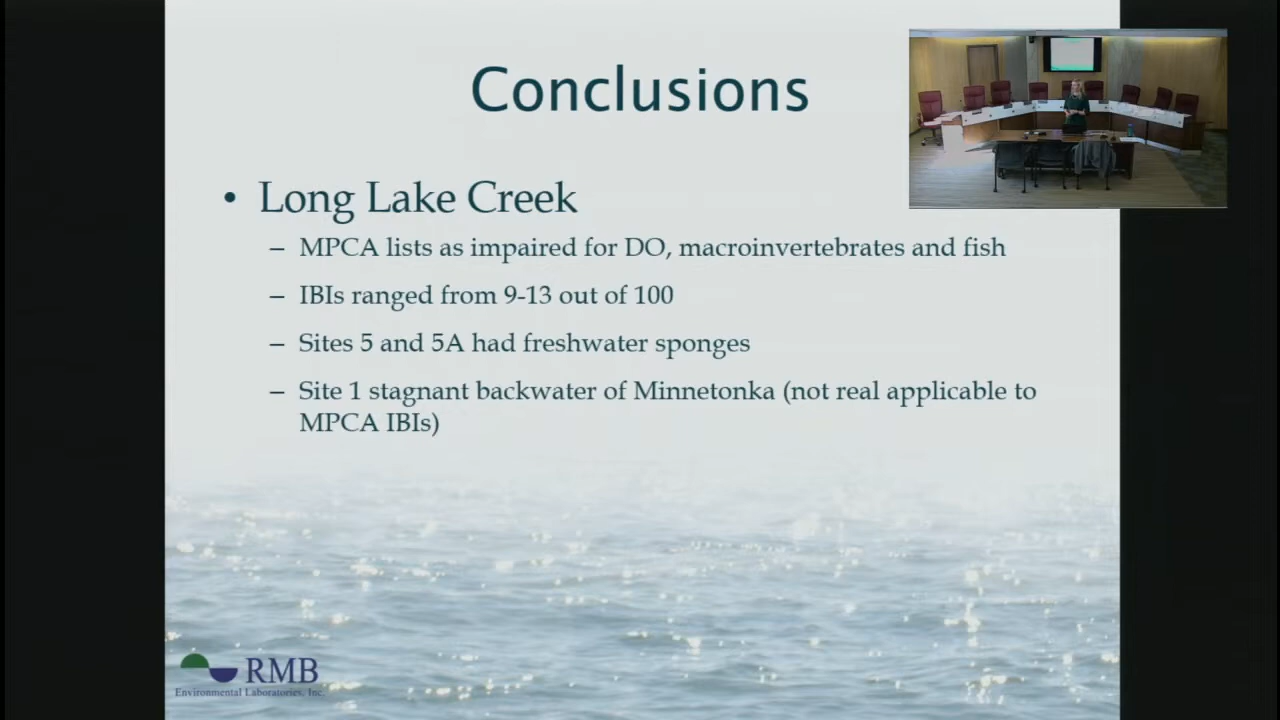 Conclusions
• Long Lake Creek
– MPCA lists as impaired for DO, macroinvertebrates and fish
– IBIs ranged from 9-13 out of 100
– Sites 5 and 5A had freshwater sponges
– Site 1 stagnant backwater of Minnetonka (not real applicable to
MPCA IBIs)
RMB
Environmental Laboratories, Inc.